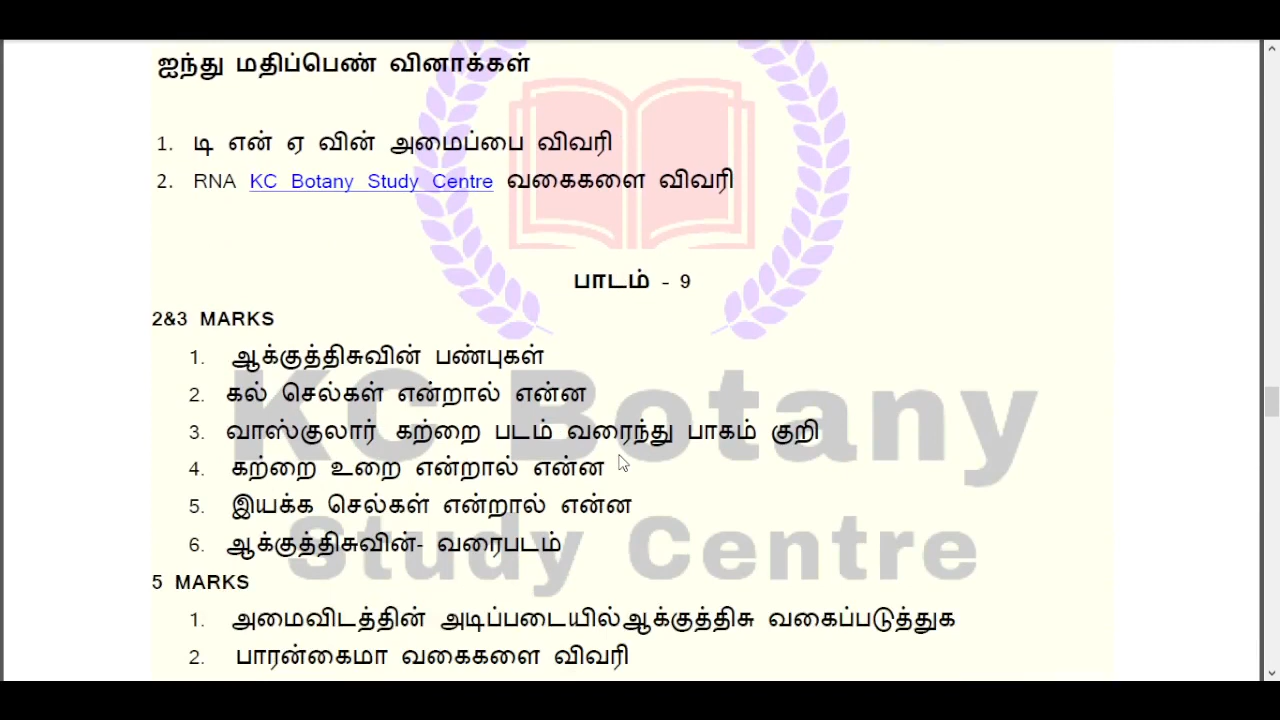 ஐந்து மதிப்பெண் வினாக்கள்
1. டி என் ஏ வின் அமைப்பை விவரி
2. RNA KC Botany Study Centre வகைகளை விவரி
பாடம் - 9
2&3 MARKS
1. ஆக்குத்திசுவின் பண்புகள்
2. கல் செல்கள் என்றால் என்ன
3. வாஸ்குலார் கற்றை படம் வரைந்து பாகம் குறி
4. கற்றை உறை என்றால் என்ன
5. இயக்க செல்கள் என்றால் என்ன
6. ஆக்குத்திசுவின்- வரைபடம்
5 MARKS
1. அமைவிடத்தின் அடிப்படையில்ஆக்குத்திசு வகைப்படுத்துக
2. பாரன்கைமா வகைகளை விவரி
KC Botany
Study Centre